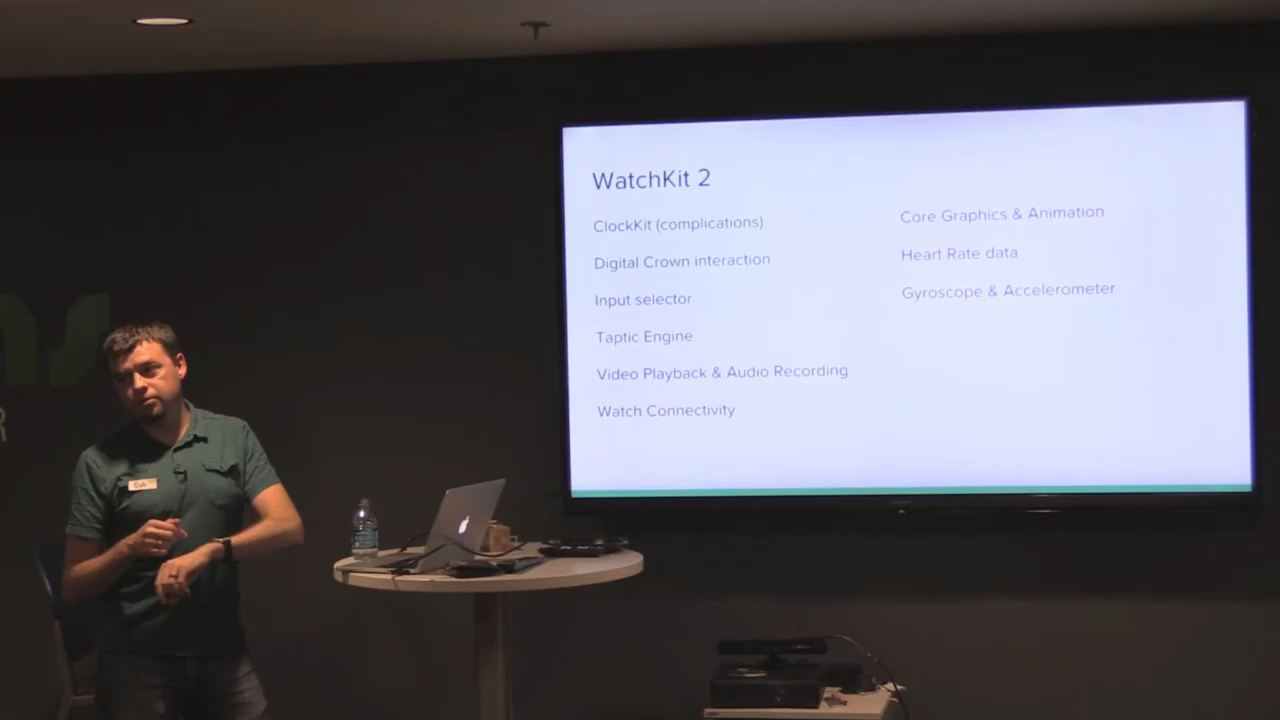 WatchKit 2
ClockKit (complications)
Digital Crown interaction
Input selector
Taptic Engine
Video Playback & Audio Recording
Watch Connectivity
Core Graphics & Animation
Heart Rate data
Gyroscope & Accelerometer